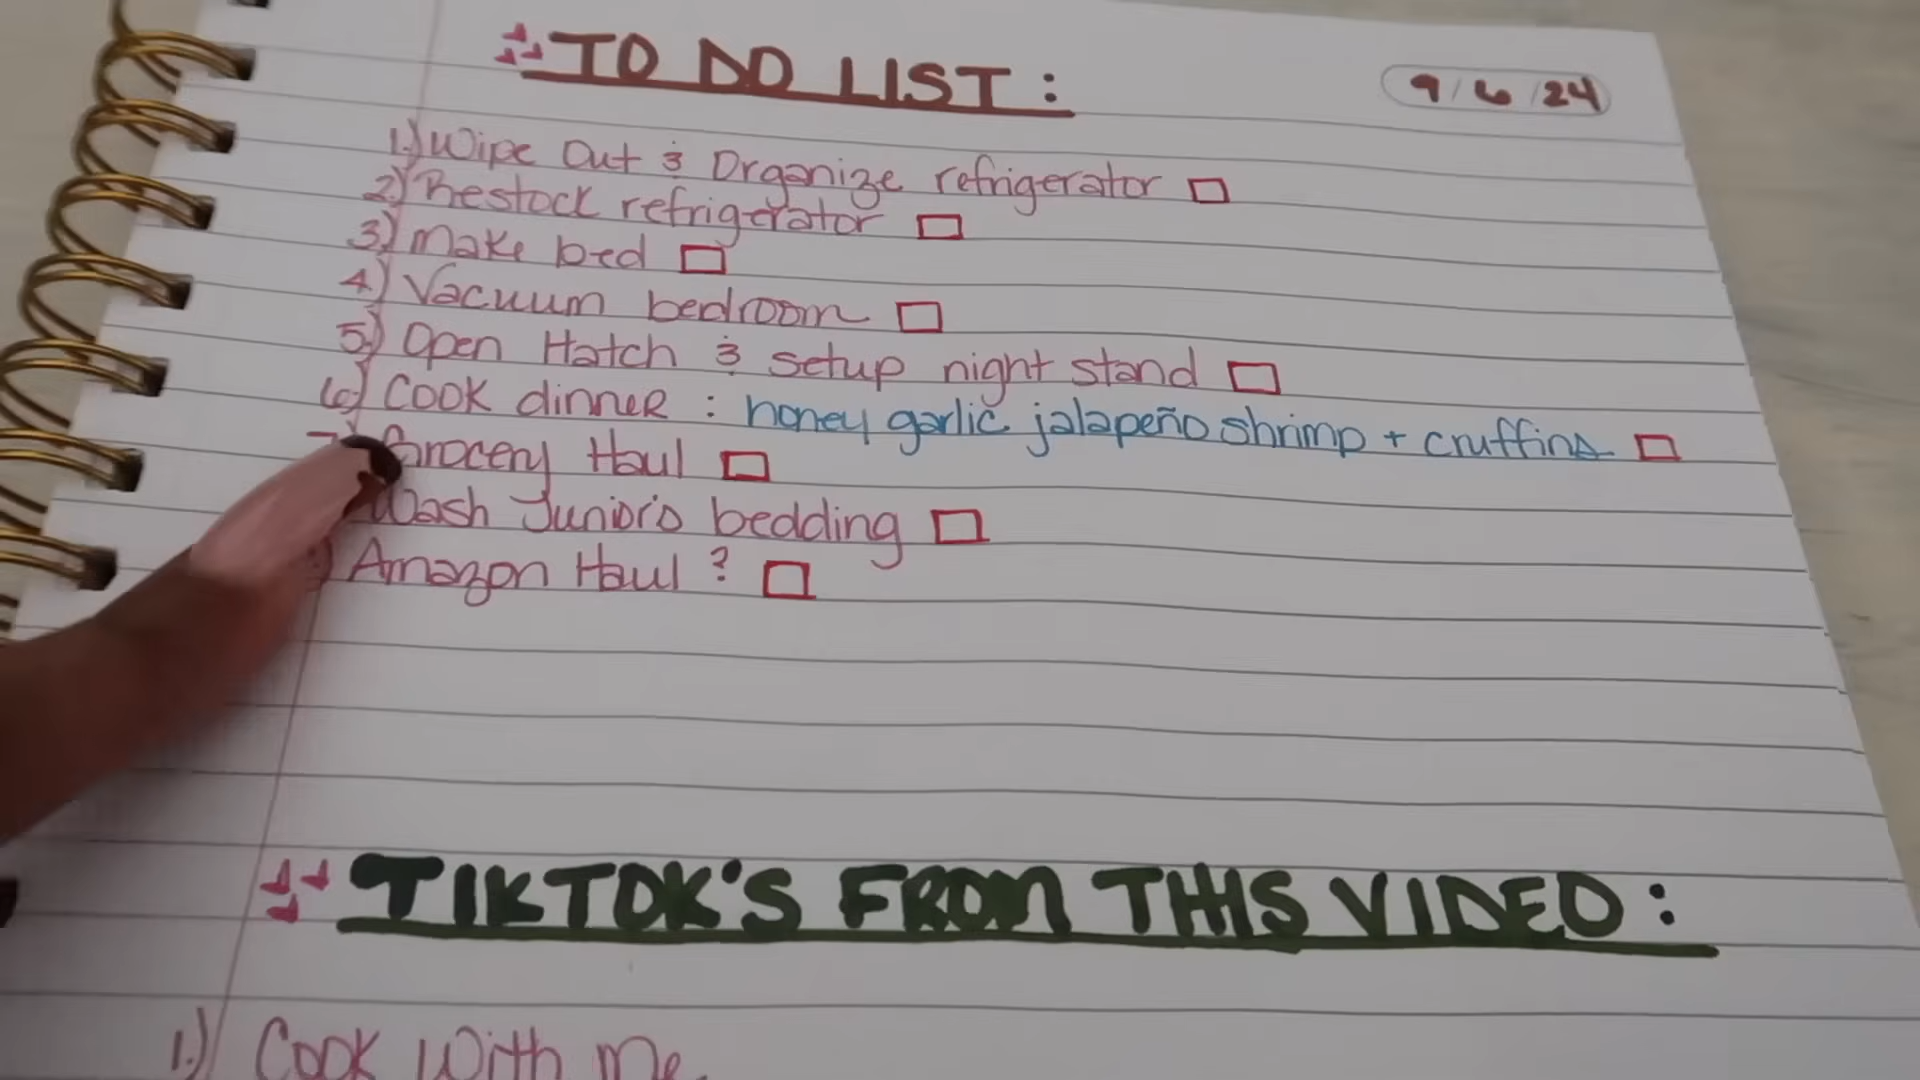 TO DO LIST :
9/6/24
1.) Wipe Out & Organize refrigerator
2.) Restock refrigerator
3.) Make bed
4.) Vacuum bedroom
5.) Open Hatch & setup night stand
6.) COOK dinner : honey garlic jalapeño shrimp + cruffins
7.) Grocery Haul
Wash Junior's bedding
Amazon Haul ?
TIKTOK'S FROM THIS VIDEO :
1.) Cook With Me